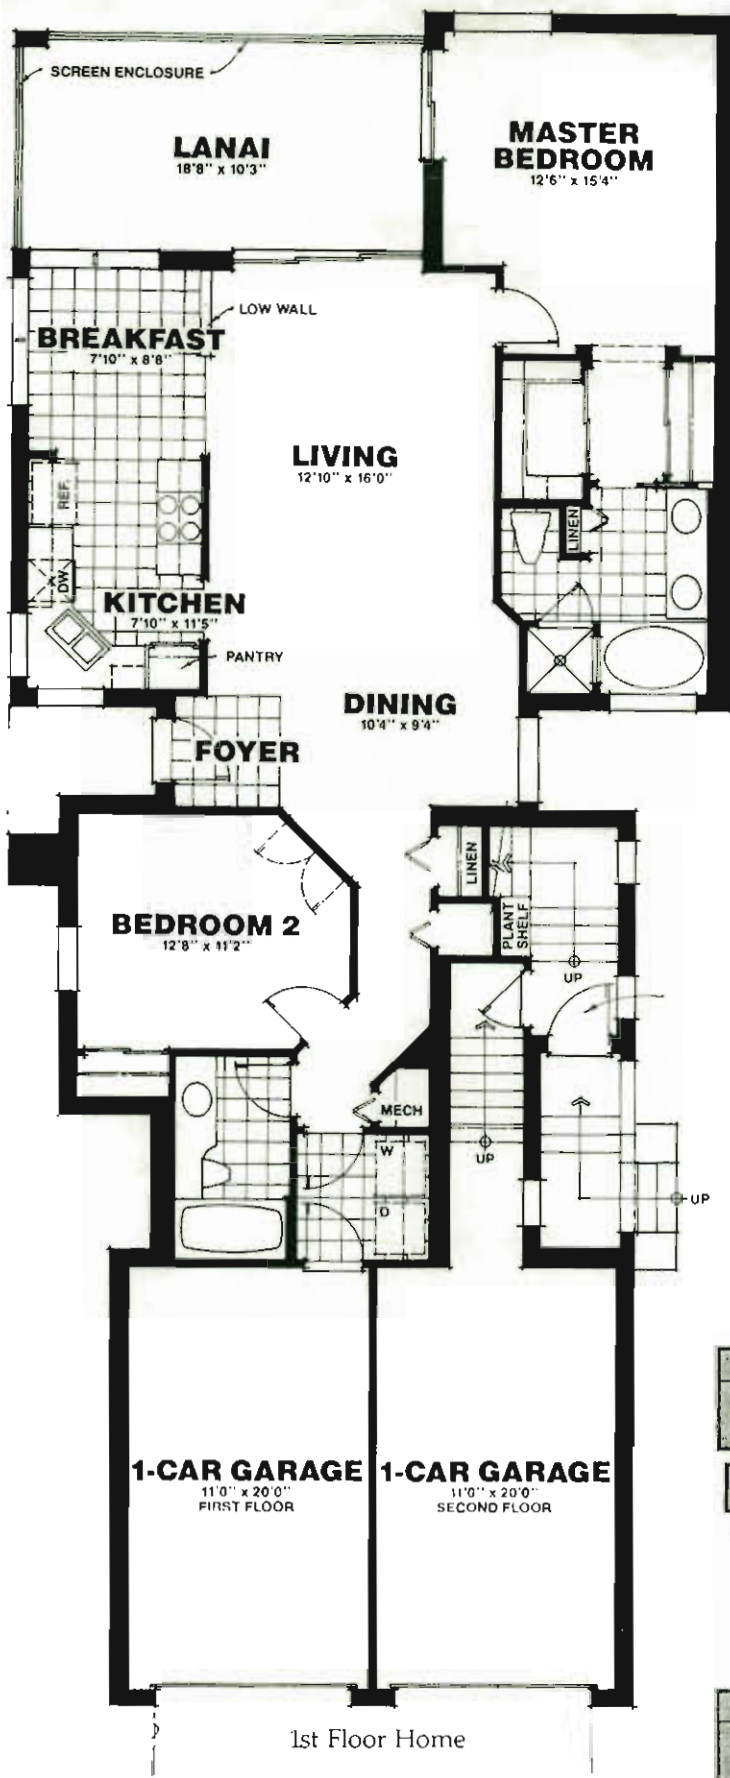 SCREEN ENCLOSURE
LANAI
18'8" x 10'3"
MASTER
BEDROOM
12'6" x 15'4"
LOW WALL
BREAKFAST
7'10" x 8'8"
LIVING
12'10" x 16'0"
REF.
LINEN
DW
KITCHEN
7'10" x 11'5"
PANTRY
DINING
10'4" x 9'4"
FOYER
LINEN
BEDROOM 2
12'8" x 11'2"
PLANT
SHELF
UP
MECH
W
UP
D
UP
1-CAR GARAGE
11'0" x 20'0"
FIRST FLOOR
1-CAR GARAGE
11'0" x 20'0"
SECOND FLOOR
1st Floor Home